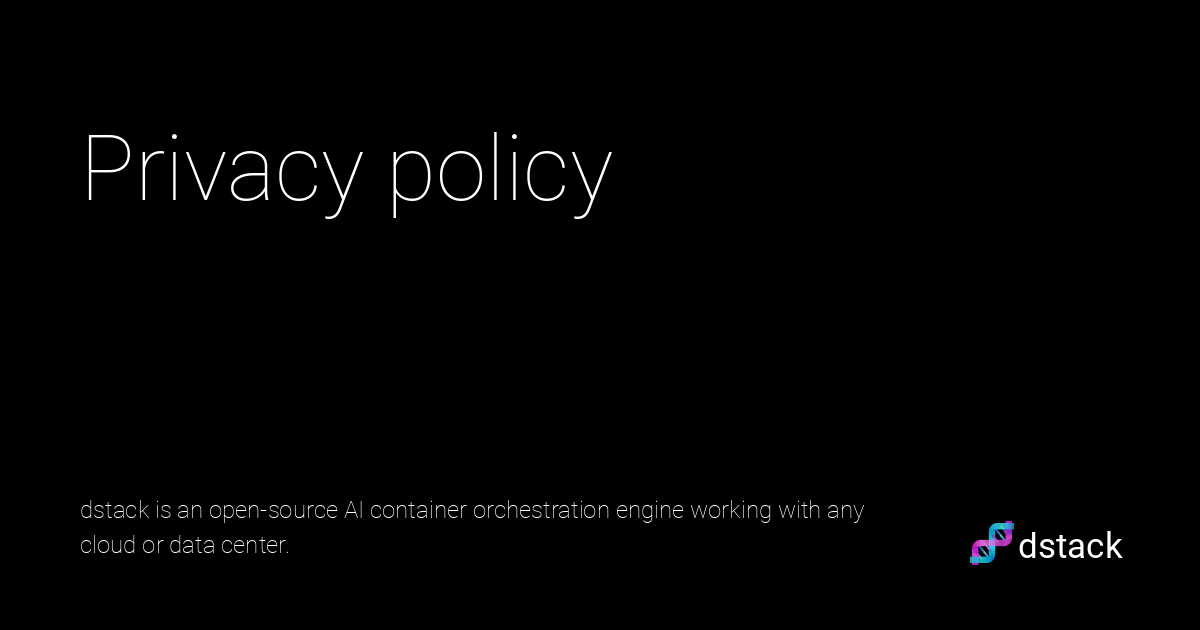 Privacy policy
dstack is an open-source AI container orchestration engine working with any
cloud or data center.
dstack